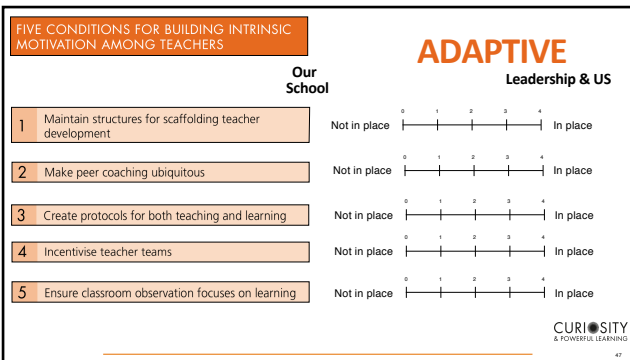 FIVE CONDITIONS FOR BUILDING INTRINSIC
MOTIVATION AMONG TEACHERS
ADAPTIVE
Our
School
Leadership & US
1 Maintain structures for scaffolding teacher
development
Not in place 0 1 2 3 4 In place
2 Make peer coaching ubiquitous
Not in place 0 1 2 3 4 In place
3 Create protocols for both teaching and learning
Not in place 0 1 2 3 4 In place
4 Incentivise teacher teams
Not in place 0 1 2 3 4 In place
5 Ensure classroom observation focuses on learning
Not in place 0 1 2 3 4 In place
CURIOSITY
& POWERFUL LEARNING
47